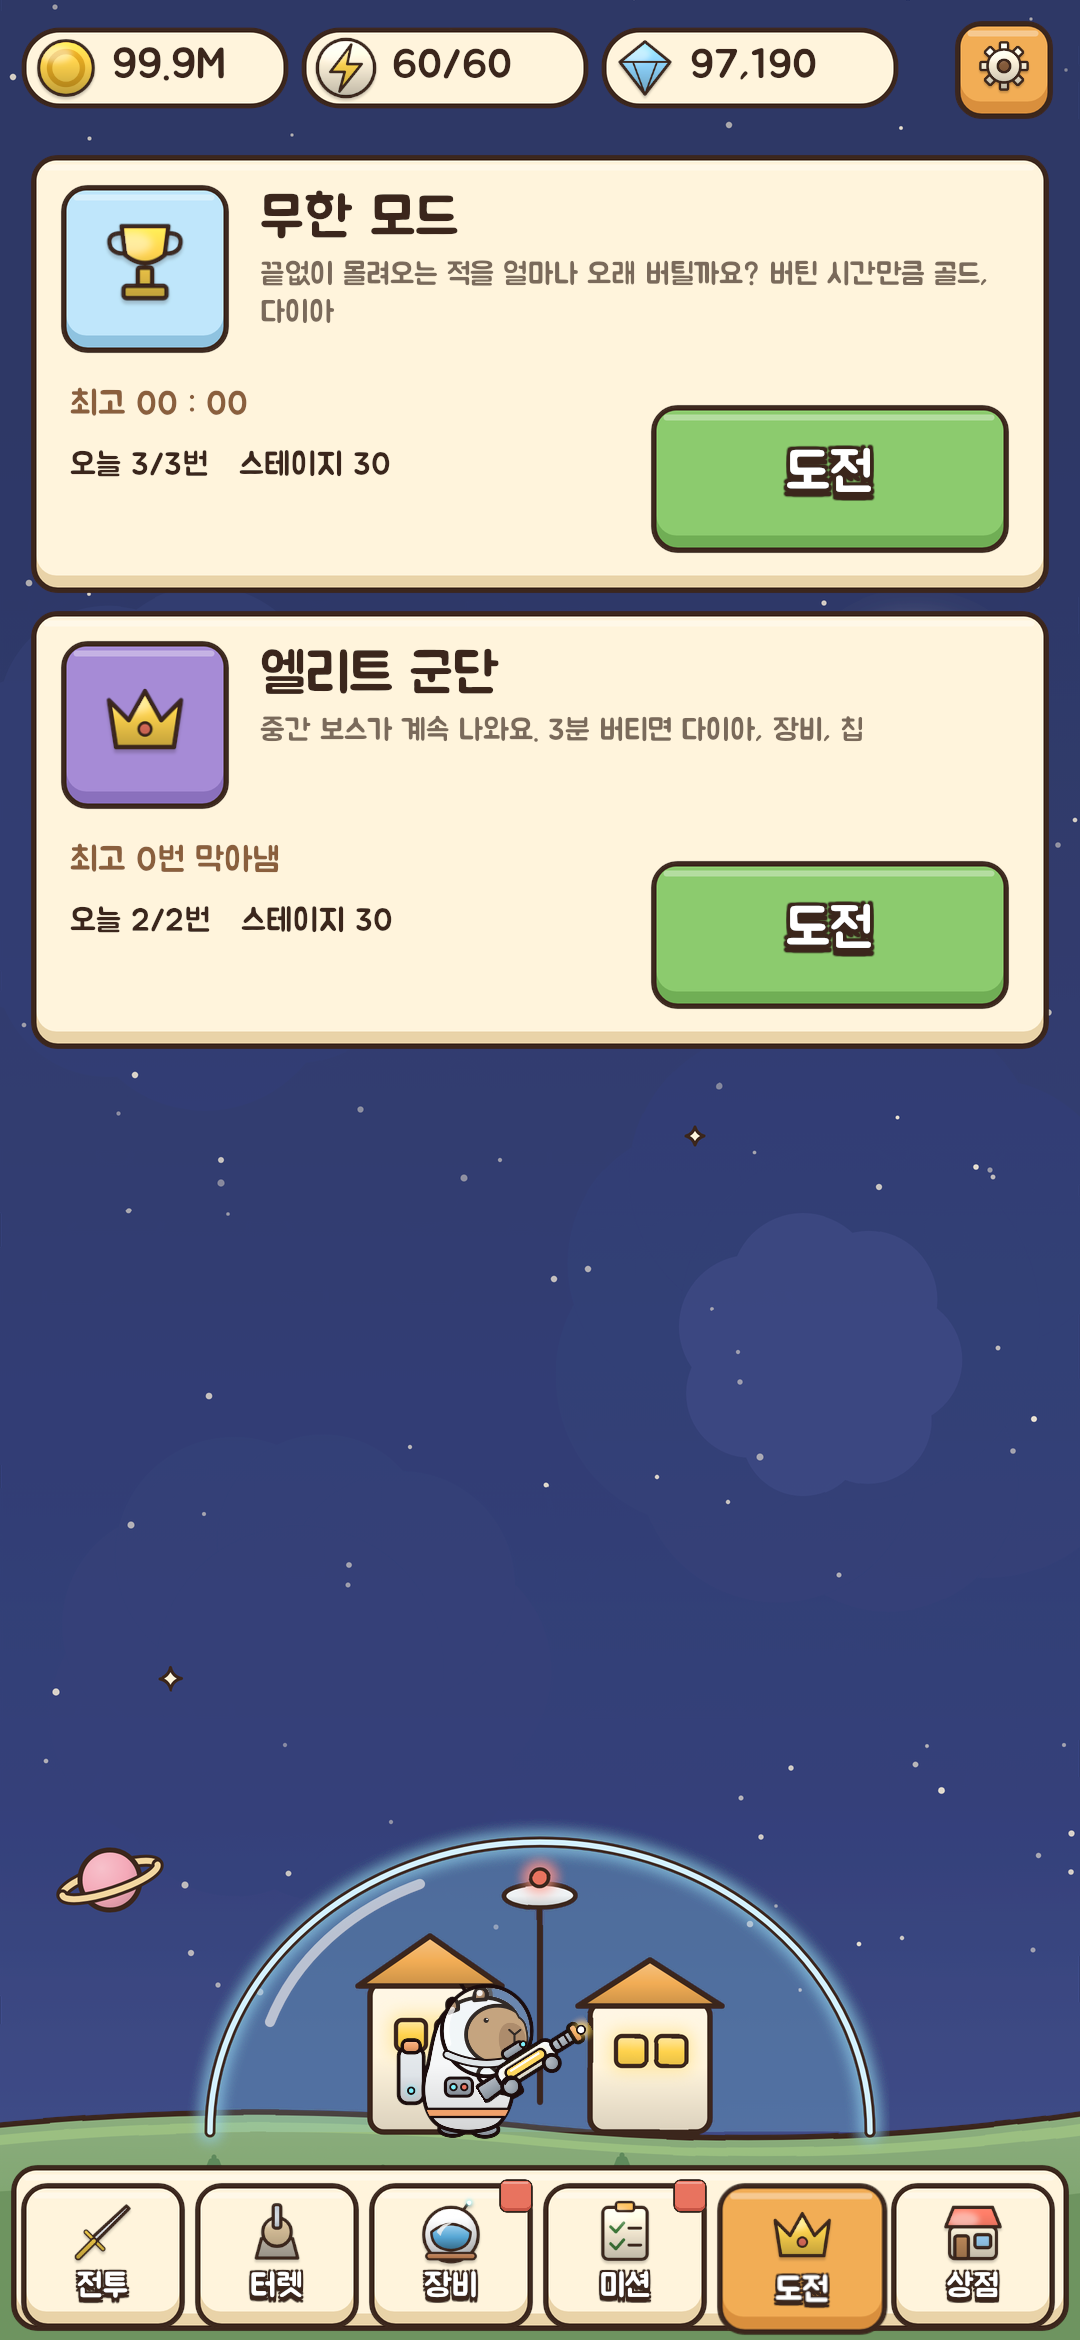 99.9M
60/60
97,190
무한 모드
끝없이 몰려오는 적을 얼마나 오래 버틸까요? 버틴 시간만큼 골드,
다이아
최고 00 : 00
오늘 3/3번 스테이지 30
도전
엘리트 군단
중간 보스가 계속 나와요. 3분 버티면 다이아, 장비, 칩
최고 0번 막아냄
오늘 2/2번 스테이지 30
도전
전투
터렛
장비
미션
도전
상점